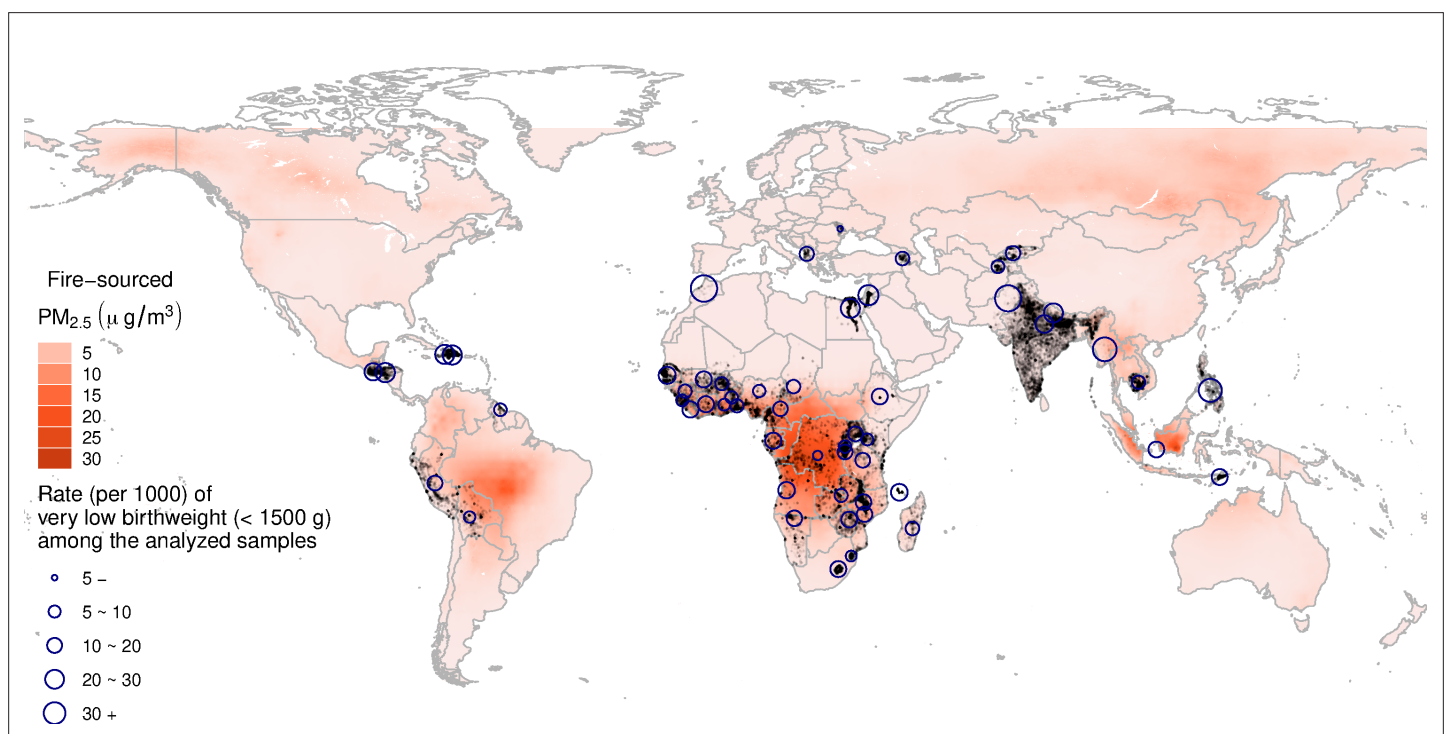 Fire−sourced
PM2.5 (μ g/m3)
5
10
15
20
25
30
Rate (per 1000) of
very low birthweight (< 1500 g)
among the analyzed samples
5 −
5 ~ 10
10 ~ 20
20 ~ 30
30 +